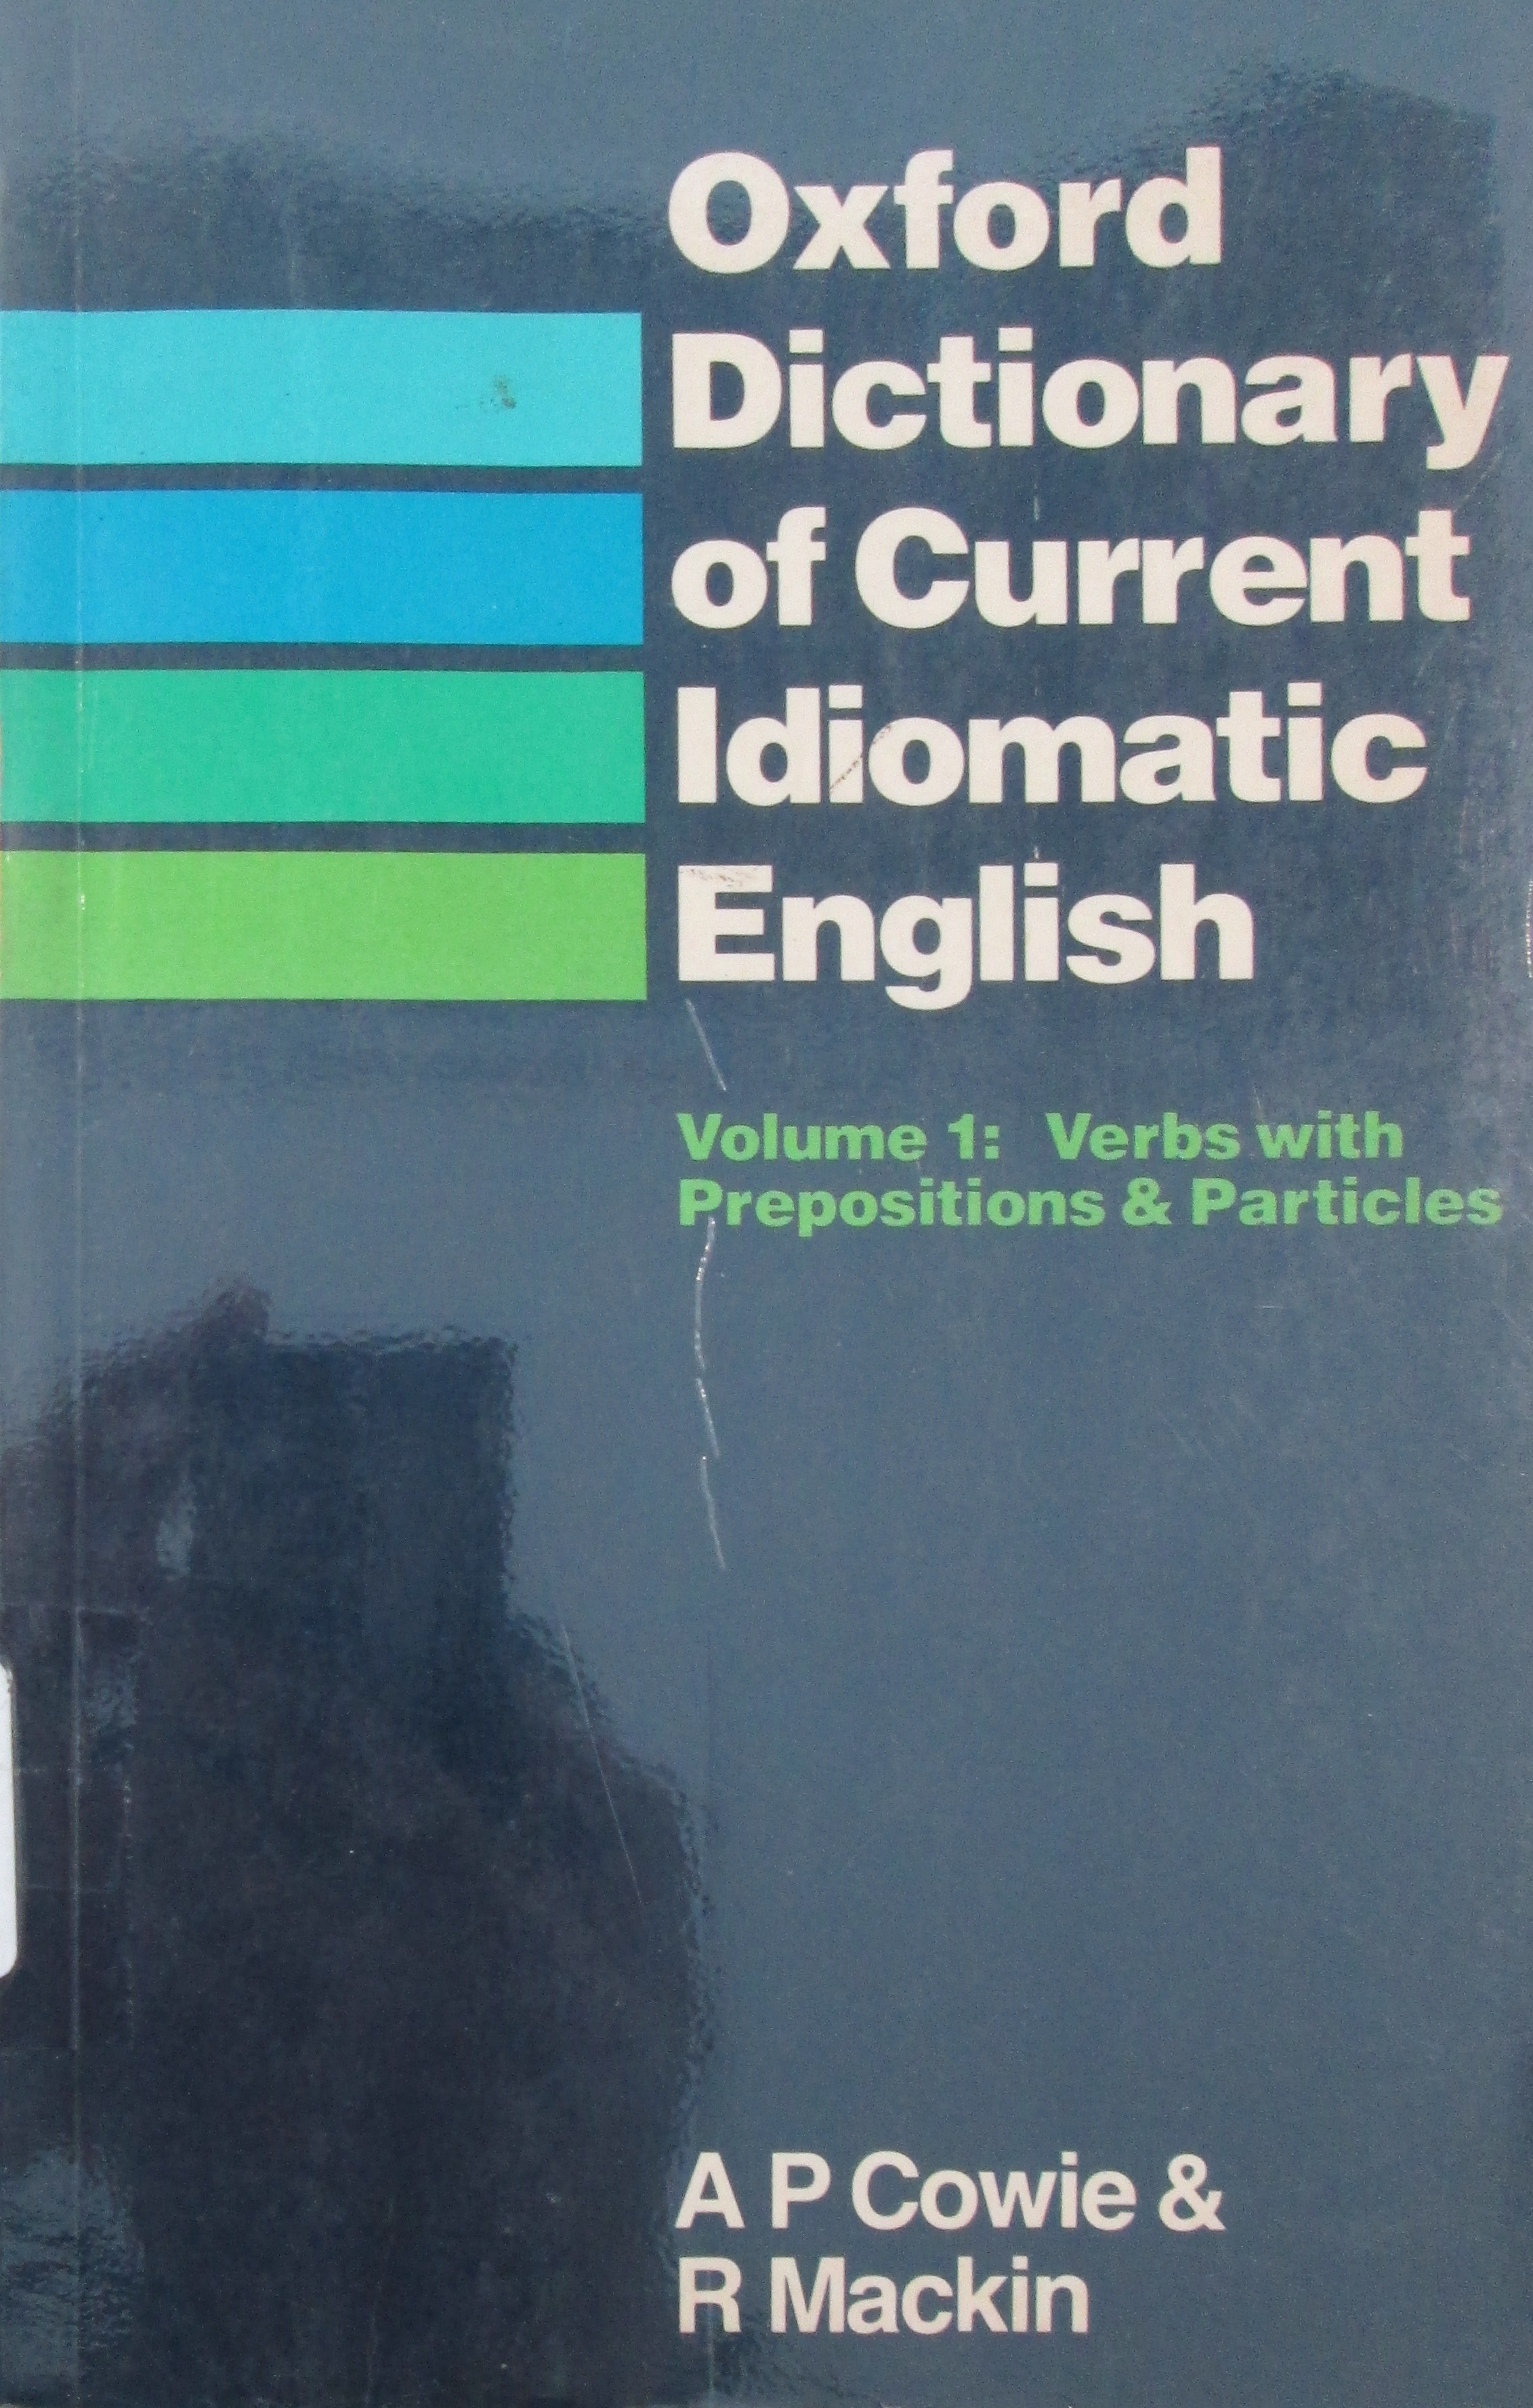 Oxford
Dictionary
of Current
Idiomatic
English
Volume 1: Verbs with
Prepositions & Particles
A P Cowie &
R Mackin